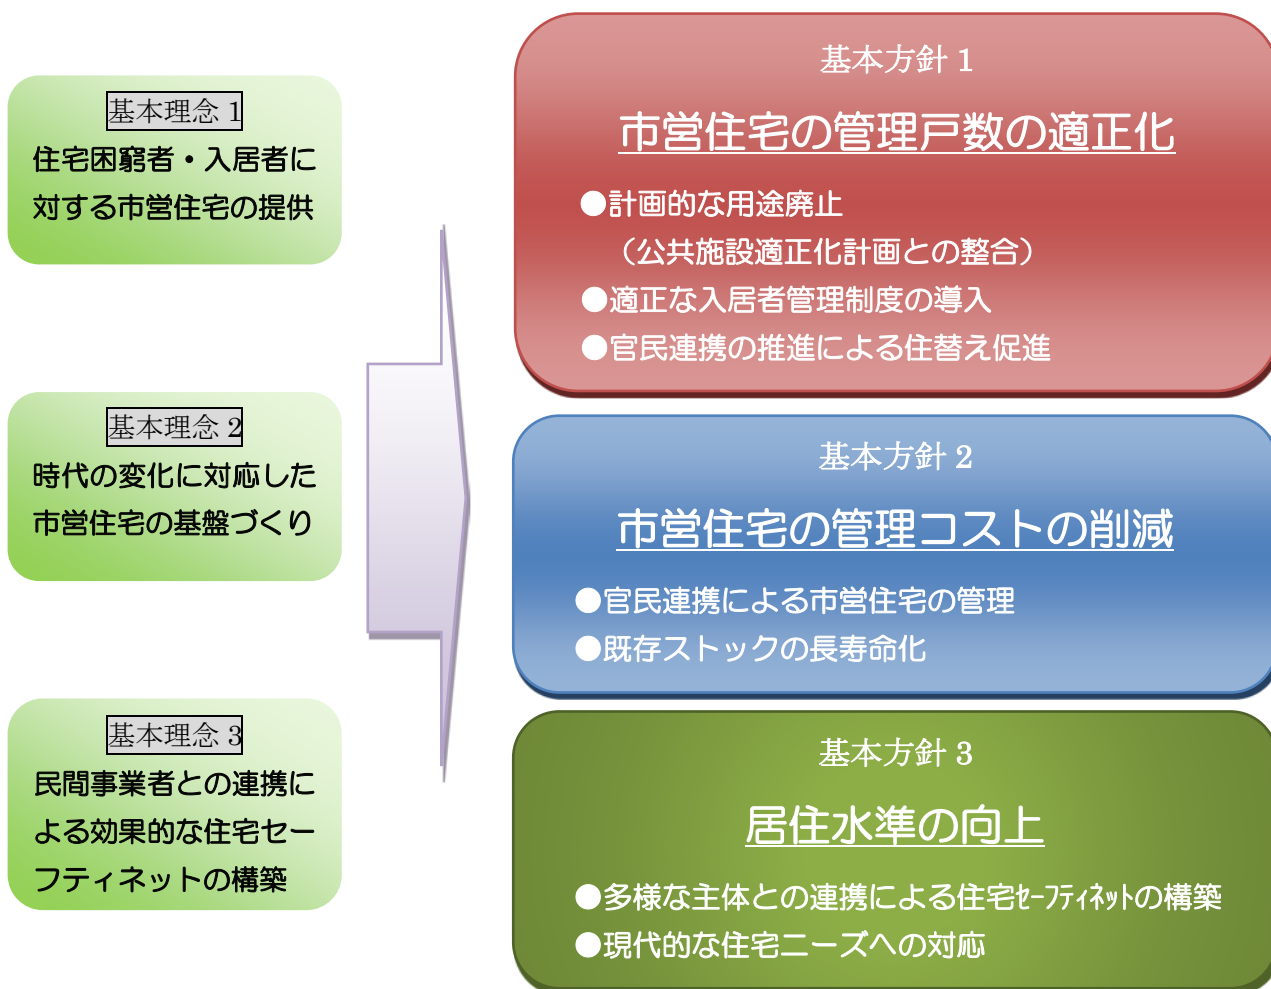 基本理念 1
住宅困窮者・入居者に
対する市営住宅の提供
基本理念 2
時代の変化に対応した
市営住宅の基盤づくり
基本理念 3
民間事業者との連携に
よる効果的な住宅セー
フティネットの構築
基本方針 1
市営住宅の管理戸数の適正化
●計画的な用途廃止
（公共施設適正化計画との整合）
●適正な入居者管理制度の導入
●官民連携の推進による住替え促進
基本方針 2
市営住宅の管理コストの削減
●官民連携による市営住宅の管理
●既存ストックの長寿命化
基本方針 3
居住水準の向上
●多様な主体との連携による住宅ｾｰﾌﾃｨﾈｯﾄの構築
●現代的な住宅ニーズへの対応